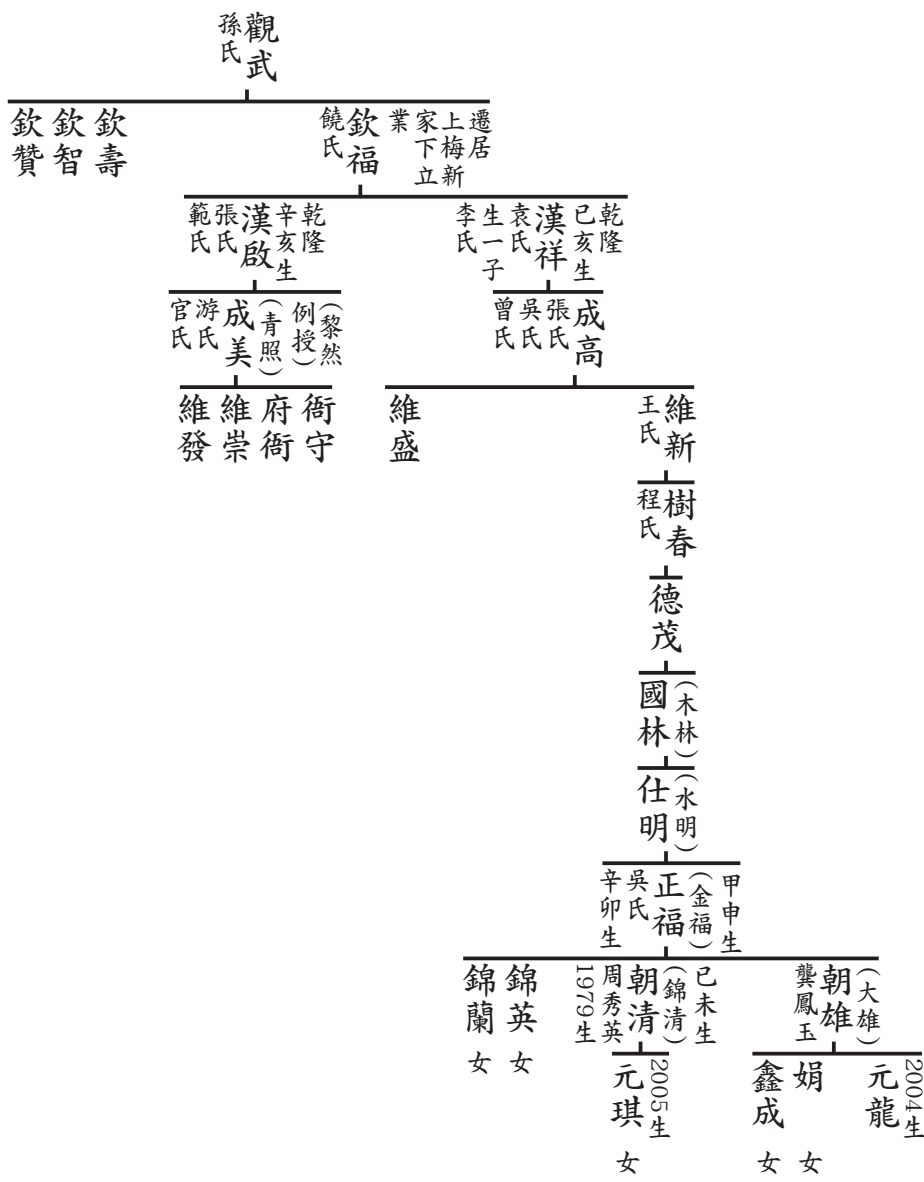 觀武
孫氏
遷居
上梅新
家下立
業
欽福
饒氏
欽壽
欽智
欽贊
乾隆
已亥生
漢祥
袁氏
生一子
李氏
乾隆
辛亥生
漢啟
張氏
範氏
成高
張氏
吳氏
曾氏
(黎然
例授)
(青照)
成美
游氏
官氏
維新
王氏
維盛
衙守
府衙
維崇
維發
樹春
程氏
德茂
(木林)
國林
(水明)
仕明
甲申生
(金福)
正福
吳氏
辛卯生
(大雄)
朝雄
龔鳳玉
已未生
(錦清)
朝清
周秀英
1979生
錦英 女
錦蘭 女
2004生
元龍
娟 女
鑫成 女
2005生
元琪 女